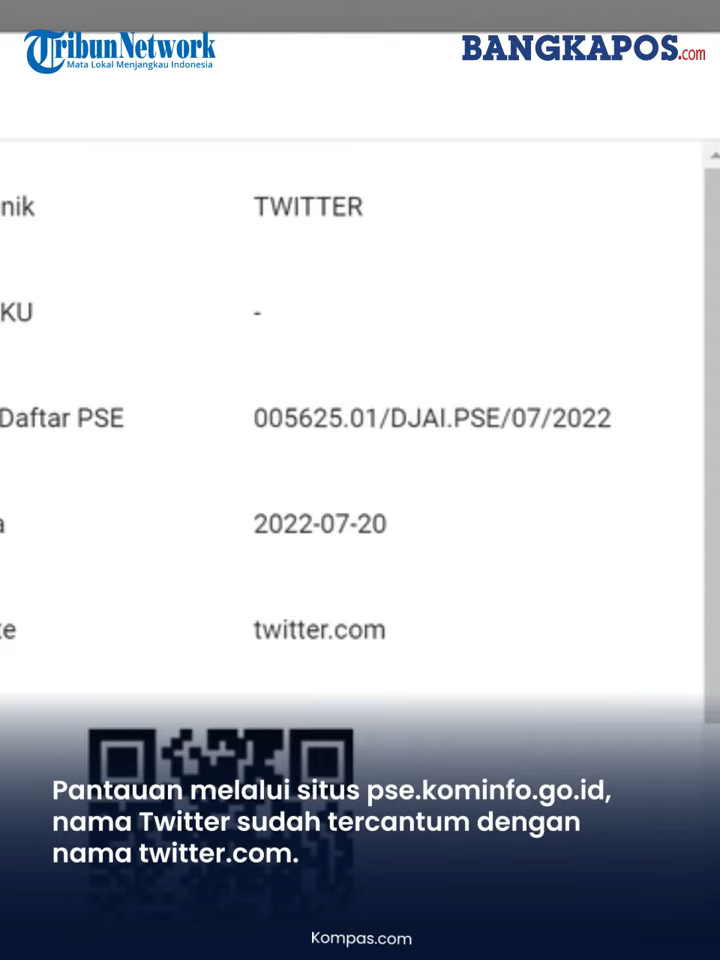 TribunNetwork
Mata Lokal Menjangkau Indonesia
BANGKAPOS.com
nik TWITTER
KU -
Daftar PSE 005625.01/DJAI.PSE/07/2022
a 2022-07-20
te twitter.com
Pantauan melalui situs pse.kominfo.go.id,
nama Twitter sudah tercantum dengan
nama twitter.com.
Kompas.com